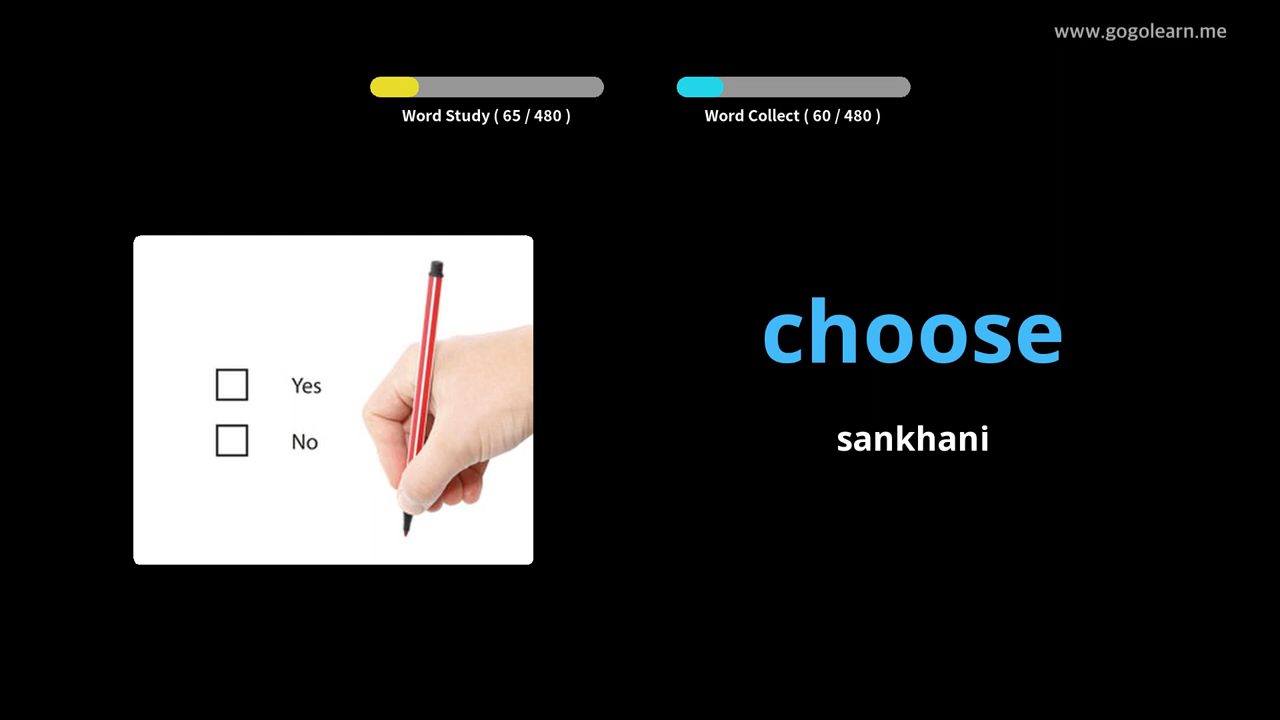 www.gogolearn.me
Word Study ( 65 / 480 )
Word Collect ( 60 / 480 )
Yes
No
choose
sankhani